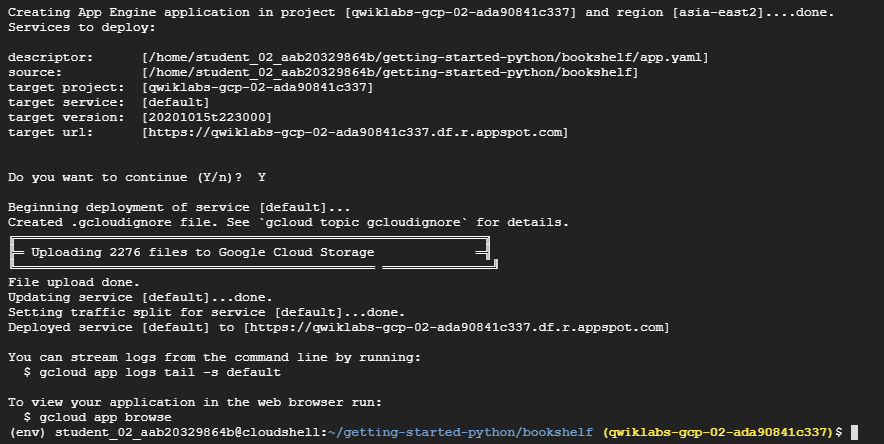 Creating App Engine application in project [qwiklabs-gcp-02-ada90841c337] and region [asia-east2]....done.
Services to deploy:
descriptor:      [/home/student_02_aab20329864b/getting-started-python/bookshelf/app.yaml]
source:          [/home/student_02_aab20329864b/getting-started-python/bookshelf]
target project:  [qwiklabs-gcp-02-ada90841c337]
target service:  [default]
target version:  [20201015t223000]
target url:      [https://qwiklabs-gcp-02-ada90841c337.df.r.appspot.com]
Do you want to continue (Y/n)?  Y
Beginning deployment of service [default]...
Created .gcloudignore file. See `gcloud topic gcloudignore` for details.
Uploading 2276 files to Google Cloud Storage
File upload done.
Updating service [default]...done.
Setting traffic split for service [default]...done.
Deployed service [default] to [https://qwiklabs-gcp-02-ada90841c337.df.r.appspot.com]
You can stream logs from the command line by running:
  $ gcloud app logs tail -s default
To view your application in the web browser run:
  $ gcloud app browse
(env) student_02_aab20329864b@cloudshell:~/getting-started-python/bookshelf (qwiklabs-gcp-02-ada90841c337)$